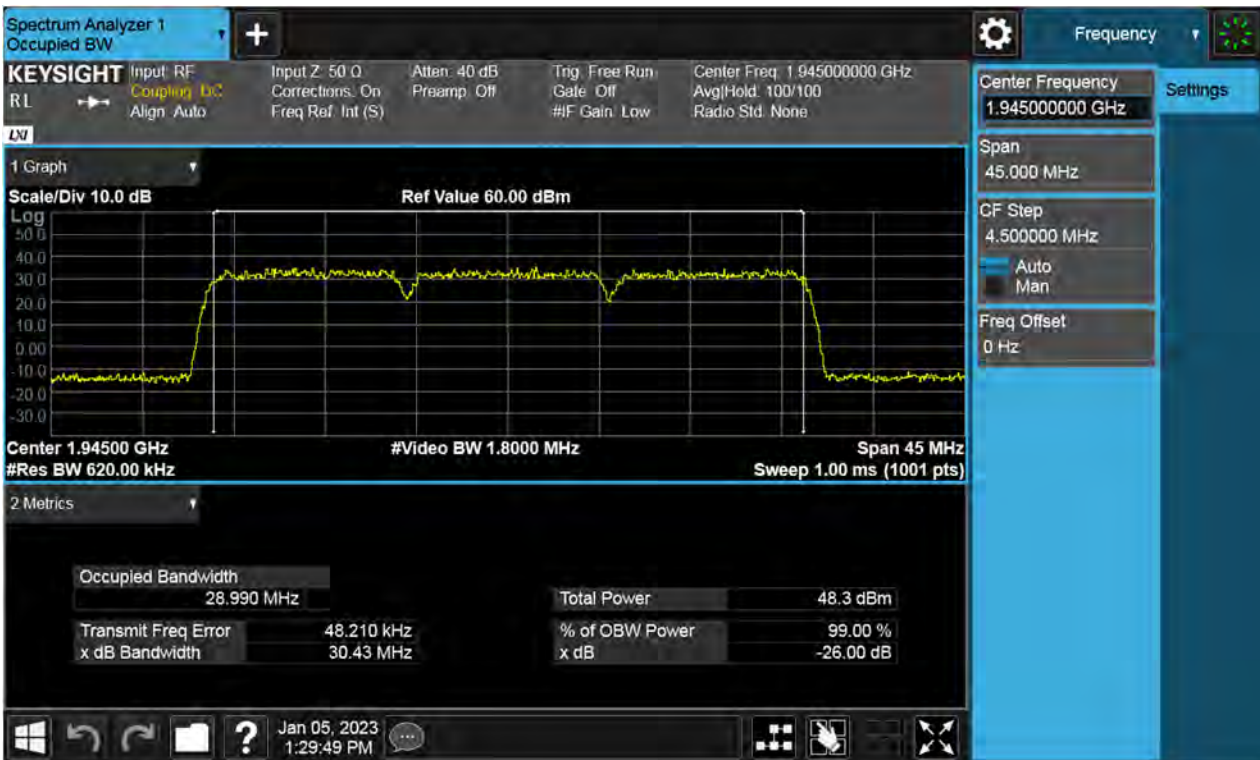 Spectrum Analyzer 1
Occupied BW
Frequency
KEYSIGHT
RL
LXI
Input: RF
Coupling: DC
Align: Auto
Input Z: 50 Ω
Corrections: On
Freq Ref: Int (S)
Atten: 40 dB
Preamp: Off
Trig: Free Run
Gate: Off
#IF Gain: Low
Center Freq: 1.945000000 GHz
Avg|Hold: 100/100
Radio Std: None
Center Frequency
1.945000000 GHz
Settings
Span
45.000 MHz
CF Step
4.500000 MHz
Auto
Man
Freq Offset
0 Hz
1 Graph
Scale/Div 10.0 dB
Ref Value 60.00 dBm
Log
50.0
40.0
30.0
20.0
10.0
0.00
-10.0
-20.0
-30.0
Center 1.94500 GHz
#Video BW 1.8000 MHz
Span 45 MHz
#Res BW 620.00 kHz
Sweep 1.00 ms (1001 pts)
2 Metrics
Occupied Bandwidth
28.990 MHz
Total Power 48.3 dBm
Transmit Freq Error 48.210 kHz
% of OBW Power 99.00 %
x dB Bandwidth 30.43 MHz
x dB -26.00 dB
?
Jan 05, 2023
1:29:49 PM